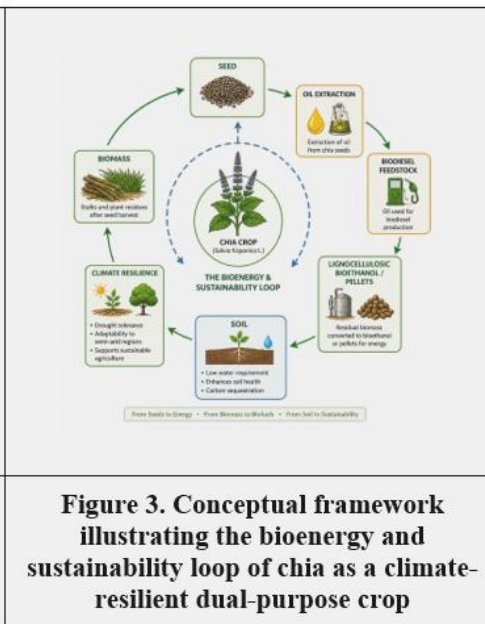 SEED
OIL EXTRACTION
Extraction of oil
from chia seeds
BIODIESEL
FEEDSTOCK
Oil used for
biodiesel
production
LIGNOCELLULOSIC
BIOETHANOL /
PELLETS
Residual biomass
converted to bioethanol
or pellets for energy
SOIL
• Low water requirement
• Enhances soil health
• Carbon sequestration
CLIMATE RESILIENCE
• Drought tolerance
• Adaptability to
semi-arid regions
• Supports sustainable
agriculture
BIOMASS
Stalks and plant residues
after seed harvest
CHIA CROP
(Salvia hispanica L.)
THE BIOENERGY &
SUSTAINABILITY LOOP
From Seeds to Energy • From Biomass to Biofuels • From Soil to Sustainability
Figure 3. Conceptual framework
illustrating the bioenergy and
sustainability loop of chia as a climate-
resilient dual-purpose crop